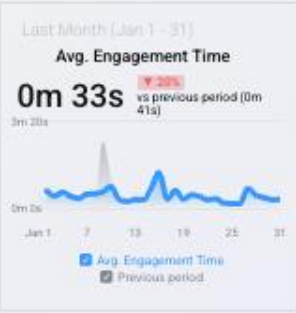 Last Month (Jan 1 - 31)
Avg. Engagement Time
0m 33s
▼ 20%
vs previous period (0m
41s)
3m 20s
0m 0s
Jan 1 7 13 19 25 31
Avg. Engagement Time
Previous period